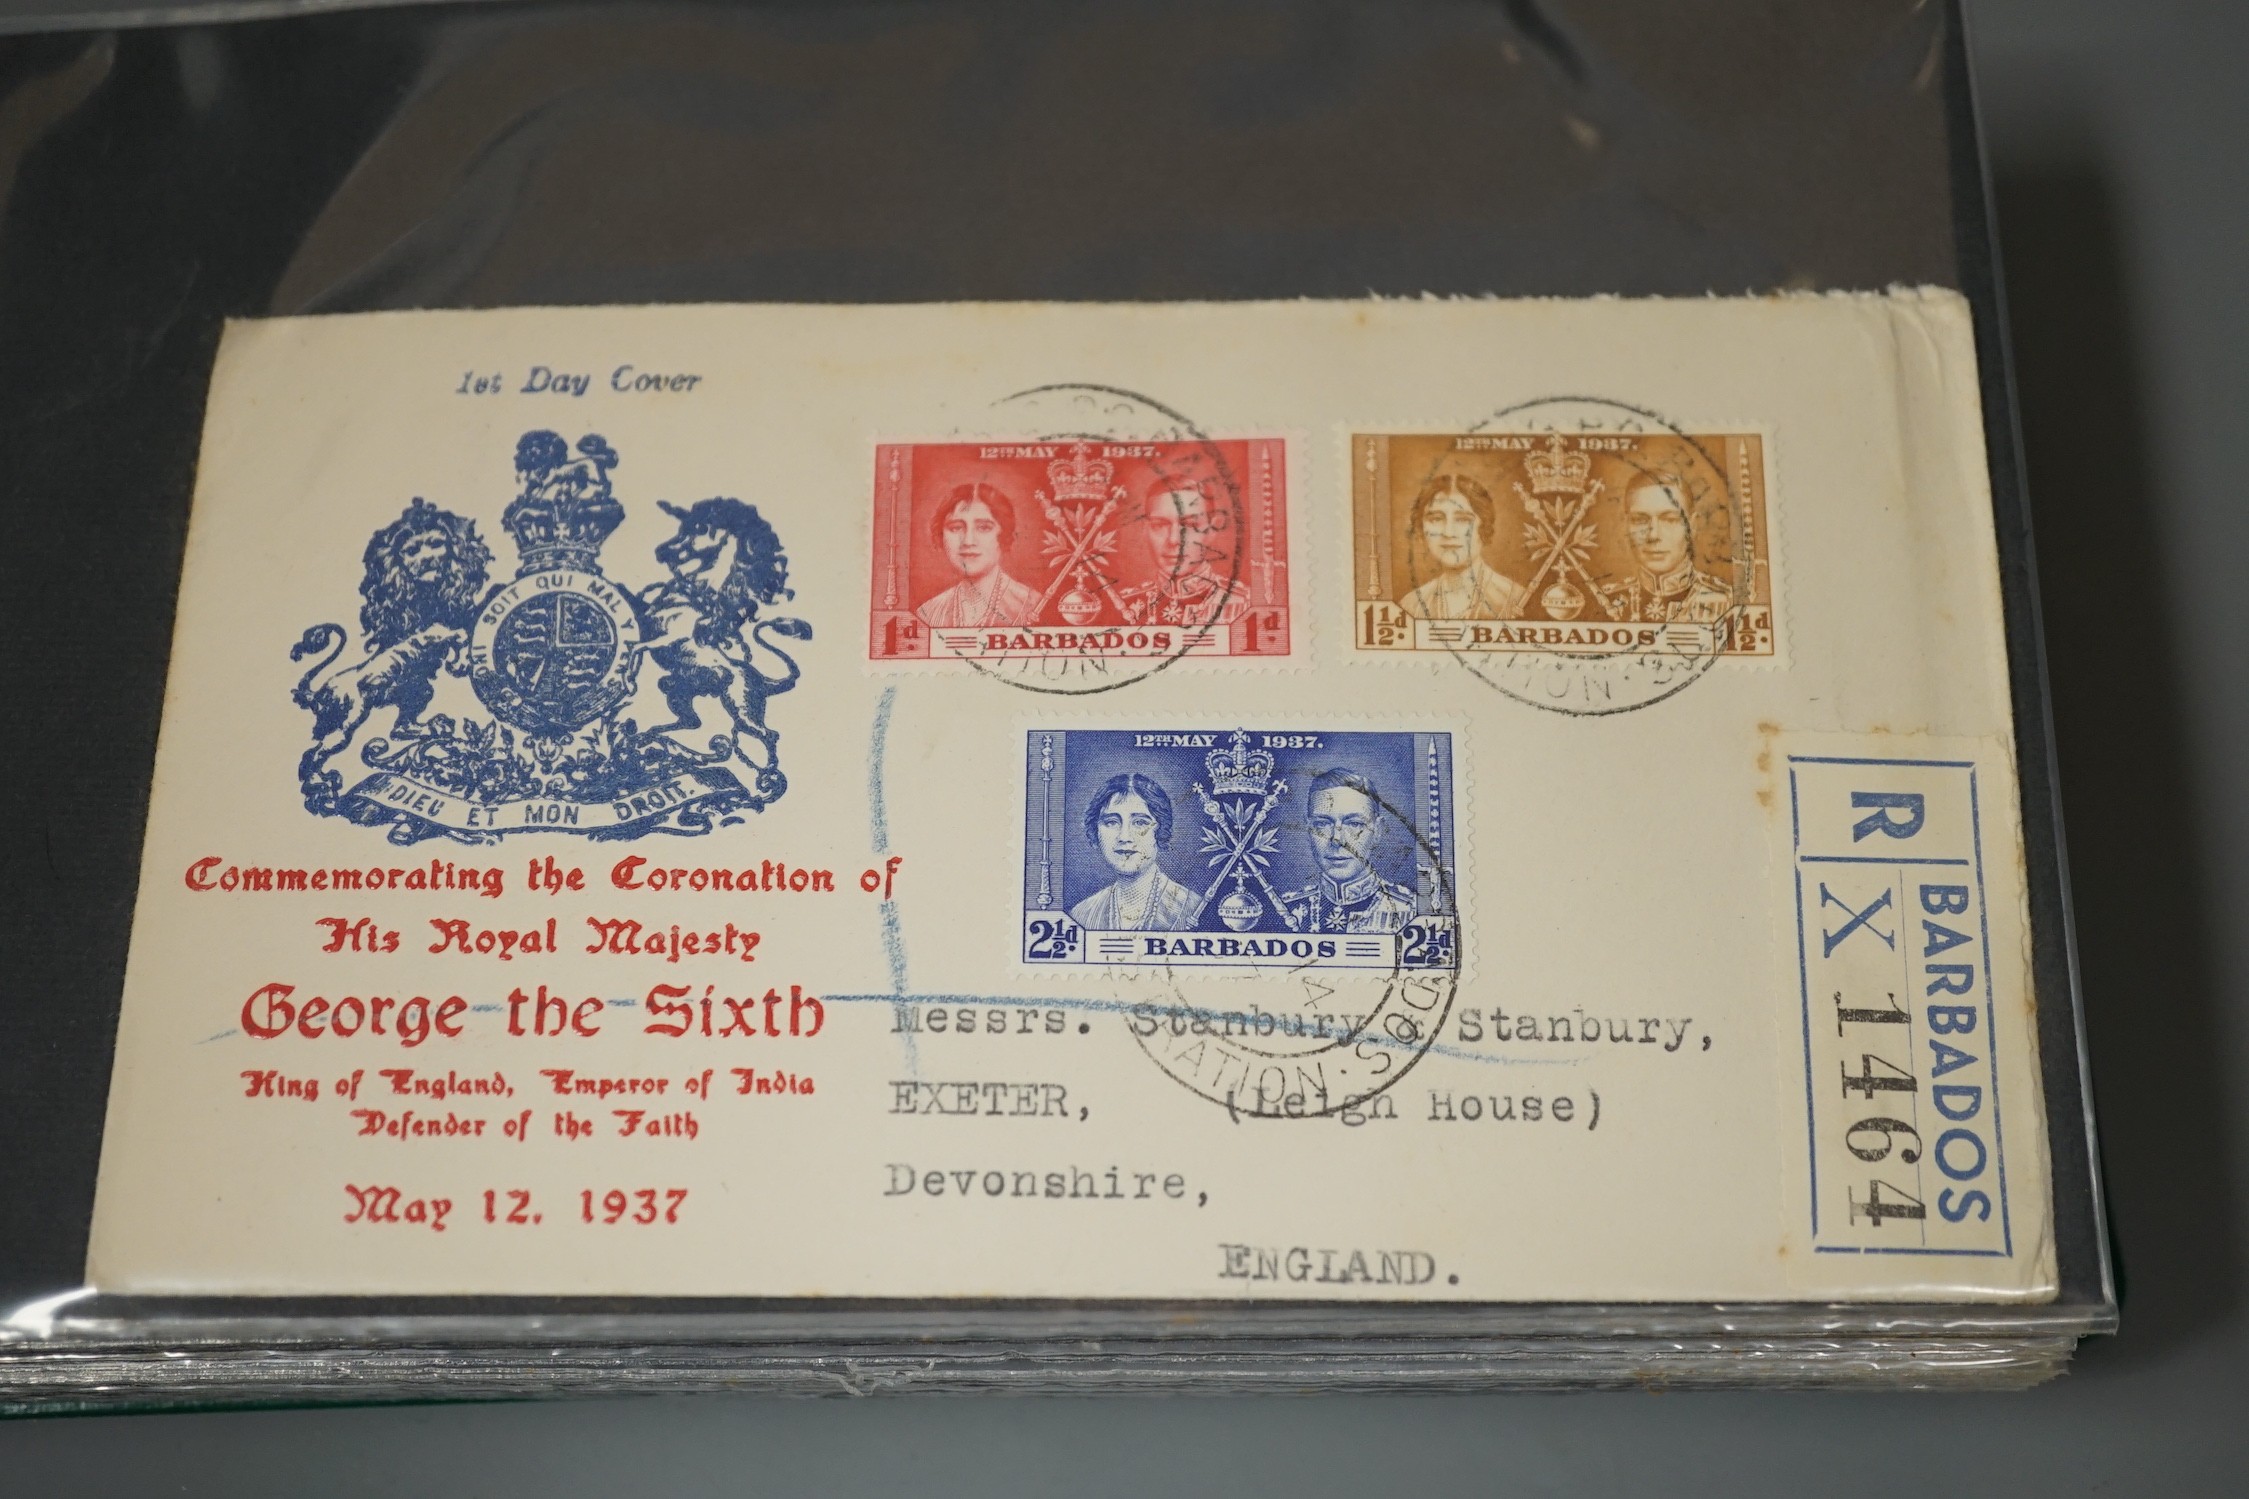 1st Day Cover
SOIT QUI MAL Y
DIEU ET MON DROIT.
Commemorating the Coronation of
His Royal Majesty
George the Sixth
King of England, Emperor of India
Defender of the Faith
May 12. 1937
12TH MAY 1937.
1d. BARBADOS 1d.
12TH MAY 1937.
1½d. BARBADOS 1½d.
12TH MAY 1937.
2½d. BARBADOS 2½d.
Messrs. Stanbury & Stanbury,
EXETER, (Leigh House)
Devonshire,
ENGLAND.
R BARBADOS
X 1464